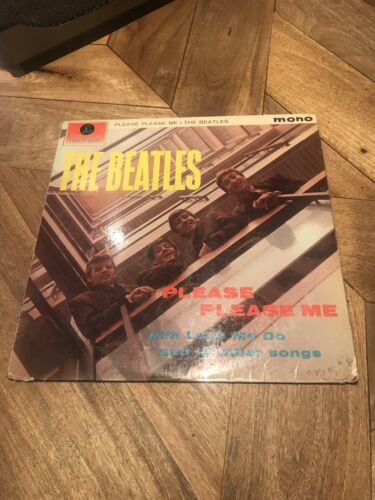 PARLOPHONE
PLEASE PLEASE ME • THE BEATLES
mono
THE BEATLES
PLEASE
PLEASE ME
with Love Me Do
and 12 other songs